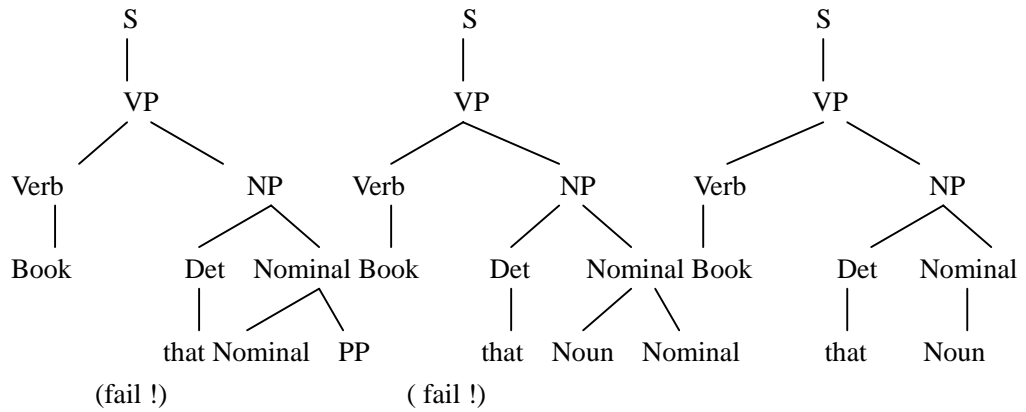 S S S
VP VP VP
Verb NP Verb NP Verb NP
Book Det Nominal Book Det Nominal Book Det Nominal
that Nominal PP that Noun Nominal that Noun
(fail !) ( fail !)